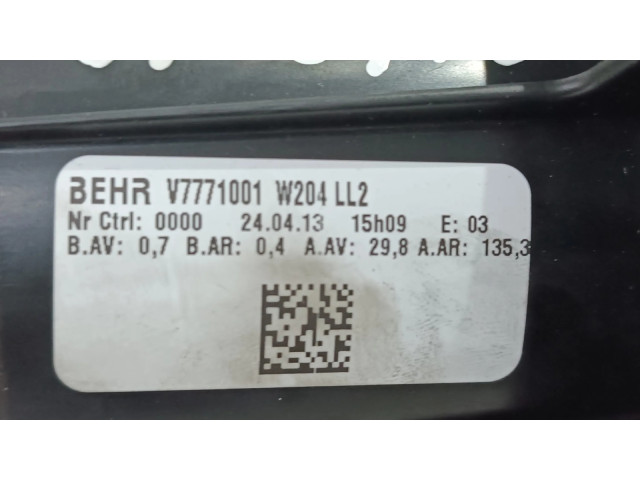 BEHR V7771001 W204 LL2
Nr Ctrl: 0000 24.04.13 15h09 E: 03
B.AV: 0,7 B.AR: 0,4 A.AV: 29,8 A.AR: 135,3